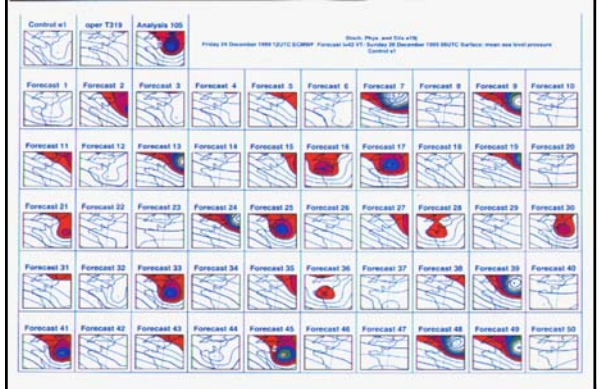 Control e1 oper T319 Analysis 105
Forecast 1 Forecast 2 Forecast 3 Forecast 4 Forecast 5 Forecast 6 Forecast 7 Forecast 8 Forecast 9 Forecast 10
Forecast 11 Forecast 12 Forecast 13 Forecast 14 Forecast 15 Forecast 16 Forecast 17 Forecast 18 Forecast 19 Forecast 20
Forecast 21 Forecast 22 Forecast 23 Forecast 24 Forecast 25 Forecast 26 Forecast 27 Forecast 28 Forecast 29 Forecast 30
Forecast 31 Forecast 32 Forecast 33 Forecast 34 Forecast 35 Forecast 36 Forecast 37 Forecast 38 Forecast 39 Forecast 40
Forecast 41 Forecast 42 Forecast 43 Forecast 44 Forecast 45 Forecast 46 Forecast 47 Forecast 48 Forecast 49 Forecast 50
Friday 24 December 1999 12UTC ECMWF Forecast t+42 VT: Sunday 26 December 1999 06UTC Surface: mean sea level pressure
Control e1